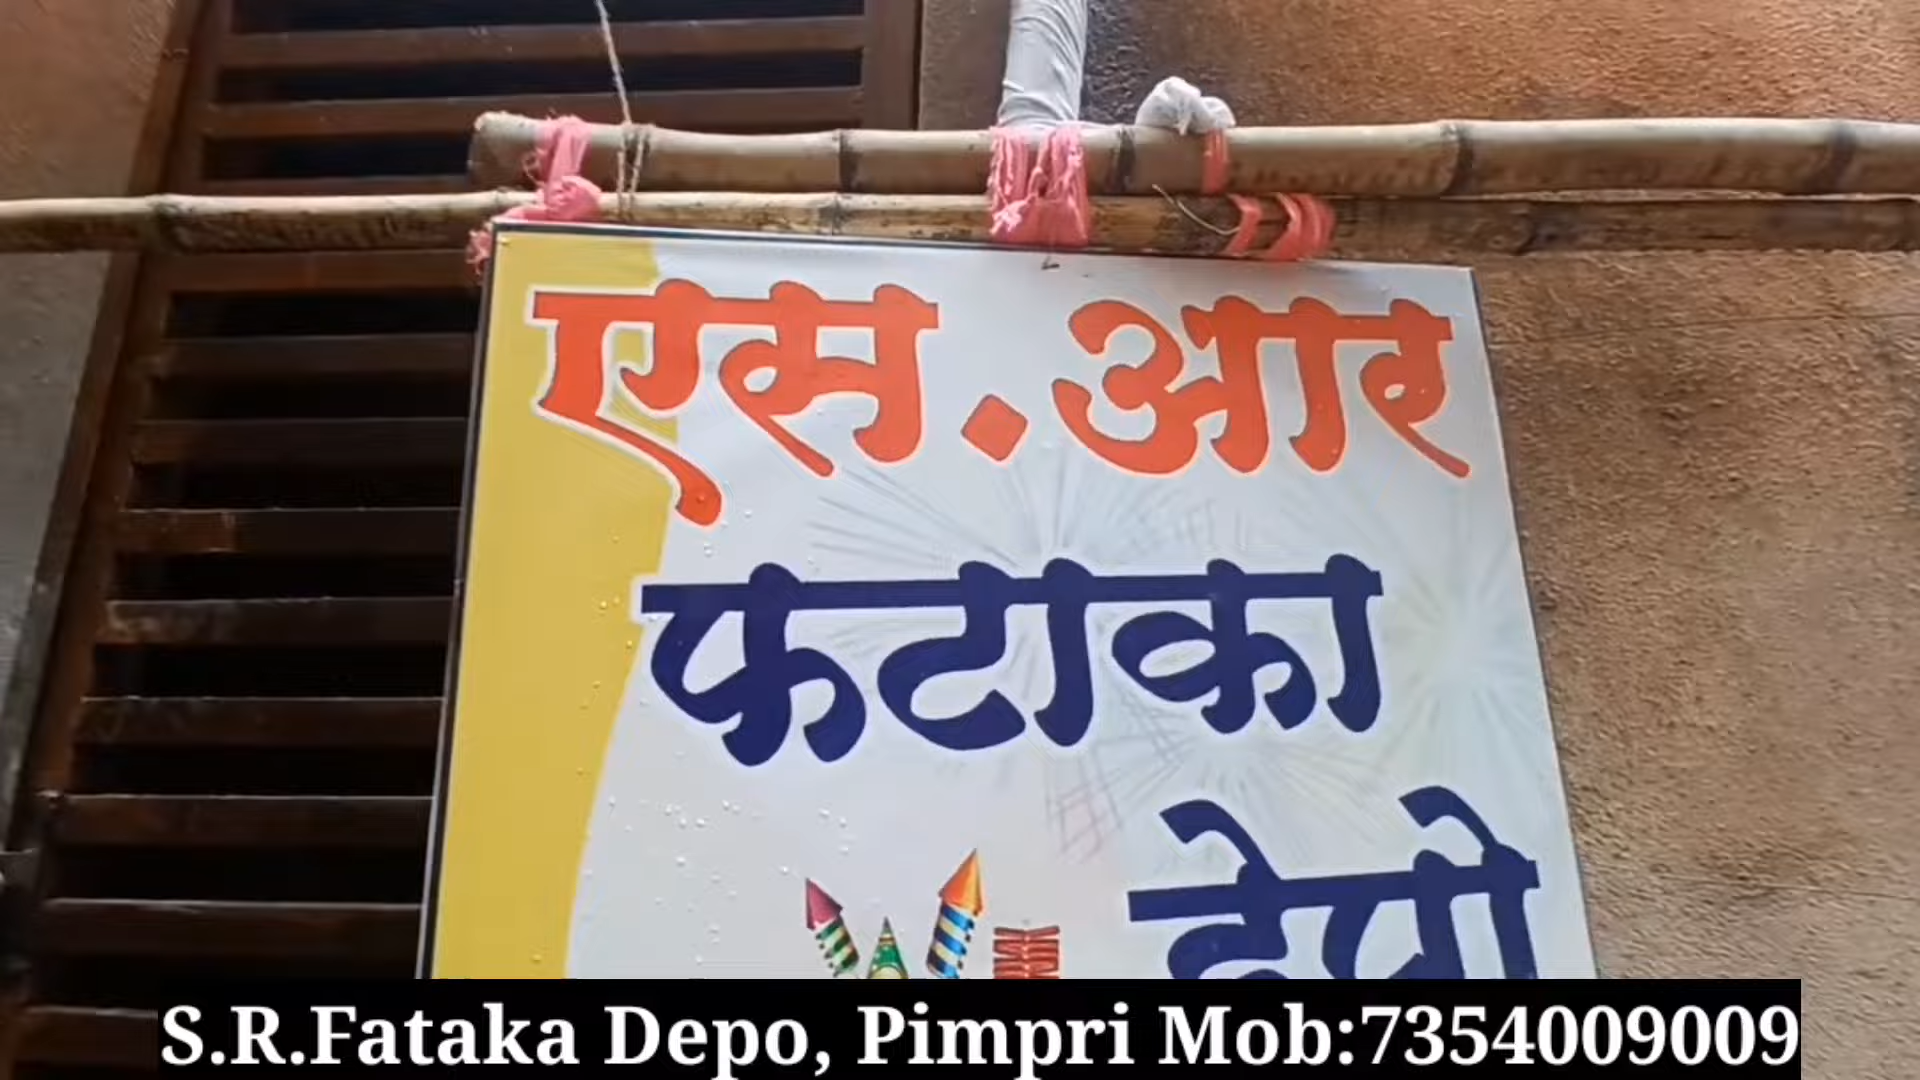 एस.आर
फटाका
डेपो
S.R.Fataka Depo, Pimpri Mob:7354009009